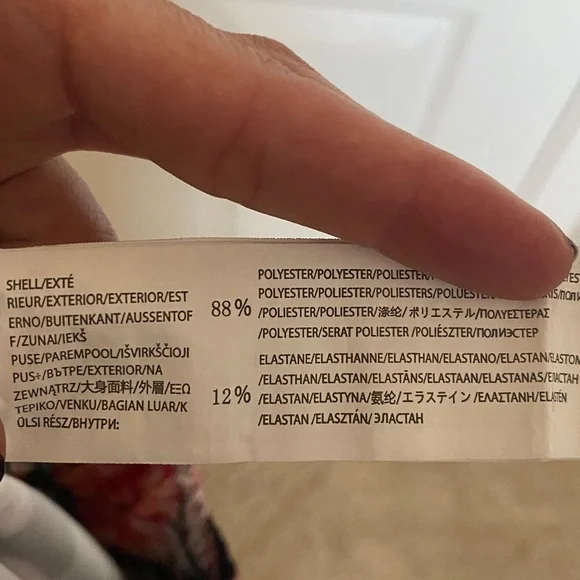 SHELL/EXTÉ
RIEUR/EXTERIOR/EXTERIOR/EST
ERNO/BUITENKANT/AUSSENTOF
F/ZUNAI/IEKŠ
PUSE/PAREMPOOL/IŠVIRKŠČIOJI
PUS÷/ВЪТРЕ/EXTERIOR/NA
ZEWNĄTRZ/大身面料/外層/ΕΞΩ
ΤΕΡΙΚΟ/VENKU/BAGIAN LUAR/K
ÜLSI RÉSZ/ВНУТРИ:
88%
POLYESTER/POLYESTER/POLIESTER/
POLYESTER/POLIÉSTER/POLIESTERS/
/POLIESTER/POLIESTER/涤纶/ポリエステル/ΠΟΛΥΕΣΤΕΡΑΣ
/POLYESTER/SERAT POLIESTER /POLIÉSZTER/ПОЛИЭСТЕР
12%
ELASTANE/ELASTHANNE/ELASTHAN/ELASTANO/ELASTAN/
/ELASTHAN/ELASTAN/ELASTĀNS/ELASTAAN/ELASTANAS/ЕЛАСТАН
/ELASTAN/ELASTYNA/氨纶/エラステイン /ΕΛΑΣΤΑΝΗ/ELASTEN
/ELASTAN /ELASZTÁN/ЭЛАСТАН